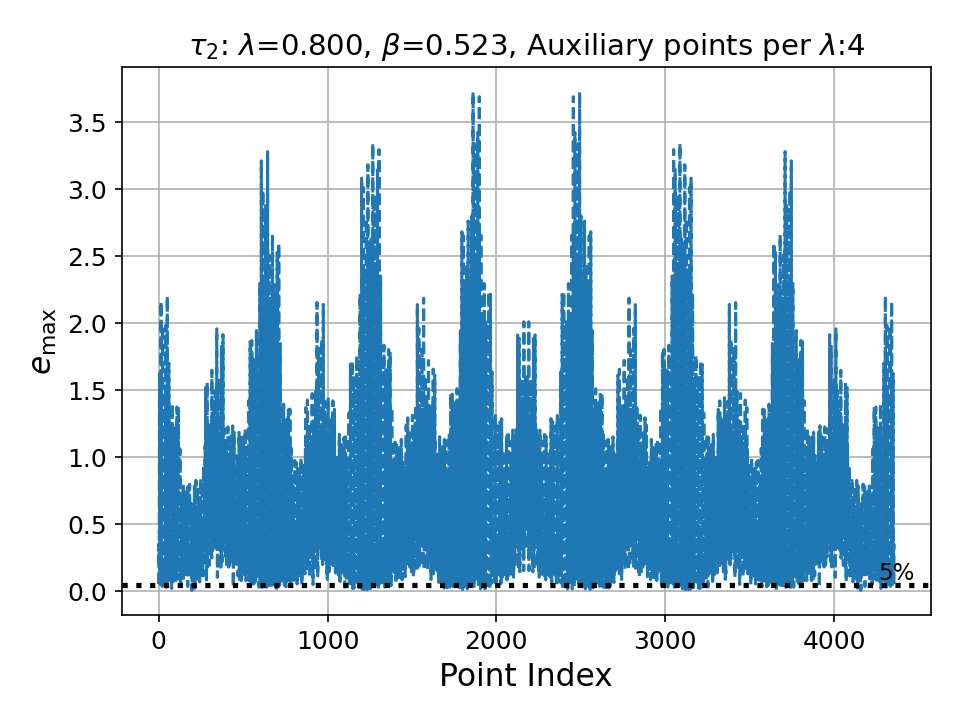 τ₂: λ=0.800, β=0.523, Auxiliary points per λ:4
3.5
3.0
2.5
2.0
1.5
1.0
0.5
0.0
e_max
5%
0 1000 2000 3000 4000
Point Index